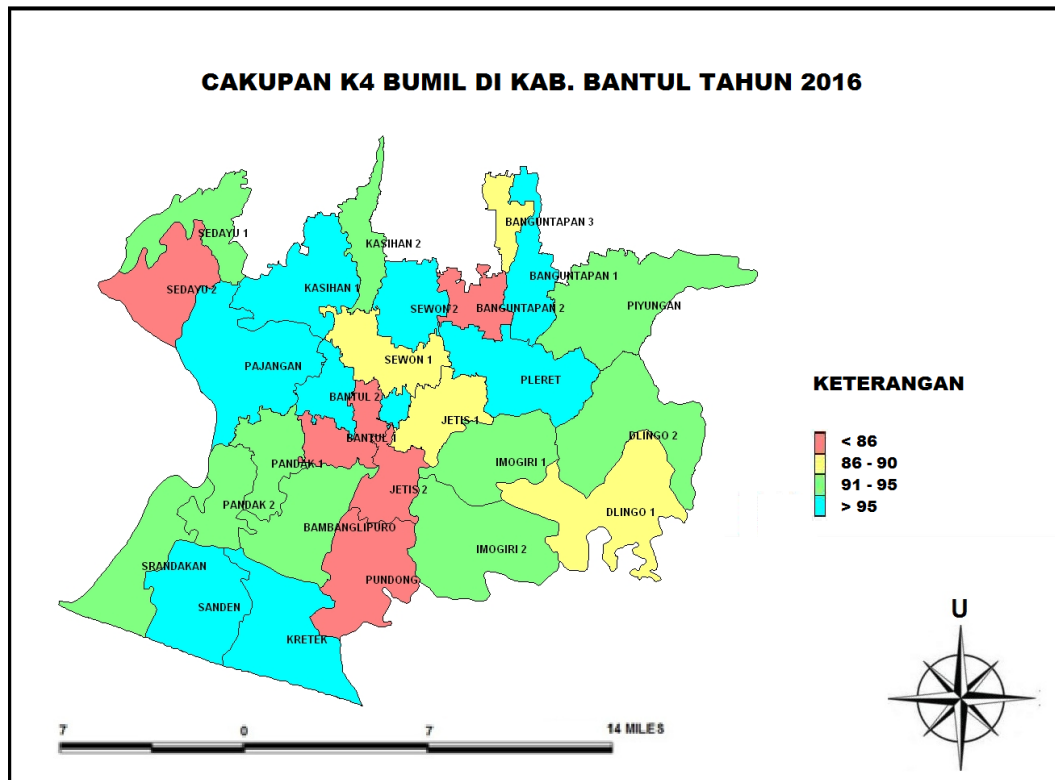 CAKUPAN K4 BUMIL DI KAB. BANTUL TAHUN 2016
BANGUNTAPAN 3
SEDAYU 1
KASIHAN 2
BANGUNTAPAN 1
SEDAYU 2
KASIHAN 1
PIYUNGAN
SEWON 2
BANGUNTAPAN 2
SEWON 1
PAJANGAN
PLERET
KETERANGAN
BANTUL 2
JETIS 1
BANTUL 1
DLINGO 2
< 86
PANDAK 1
IMOGIRI 1
86 - 90
JETIS 2
91 - 95
PANDAK 2
> 95
DLINGO 1
BAMBANGLIPURO
IMOGIRI 2
SRANDAKAN
PUNDONG
SANDEN
U
KRETEK
7
0
7
14 MILES